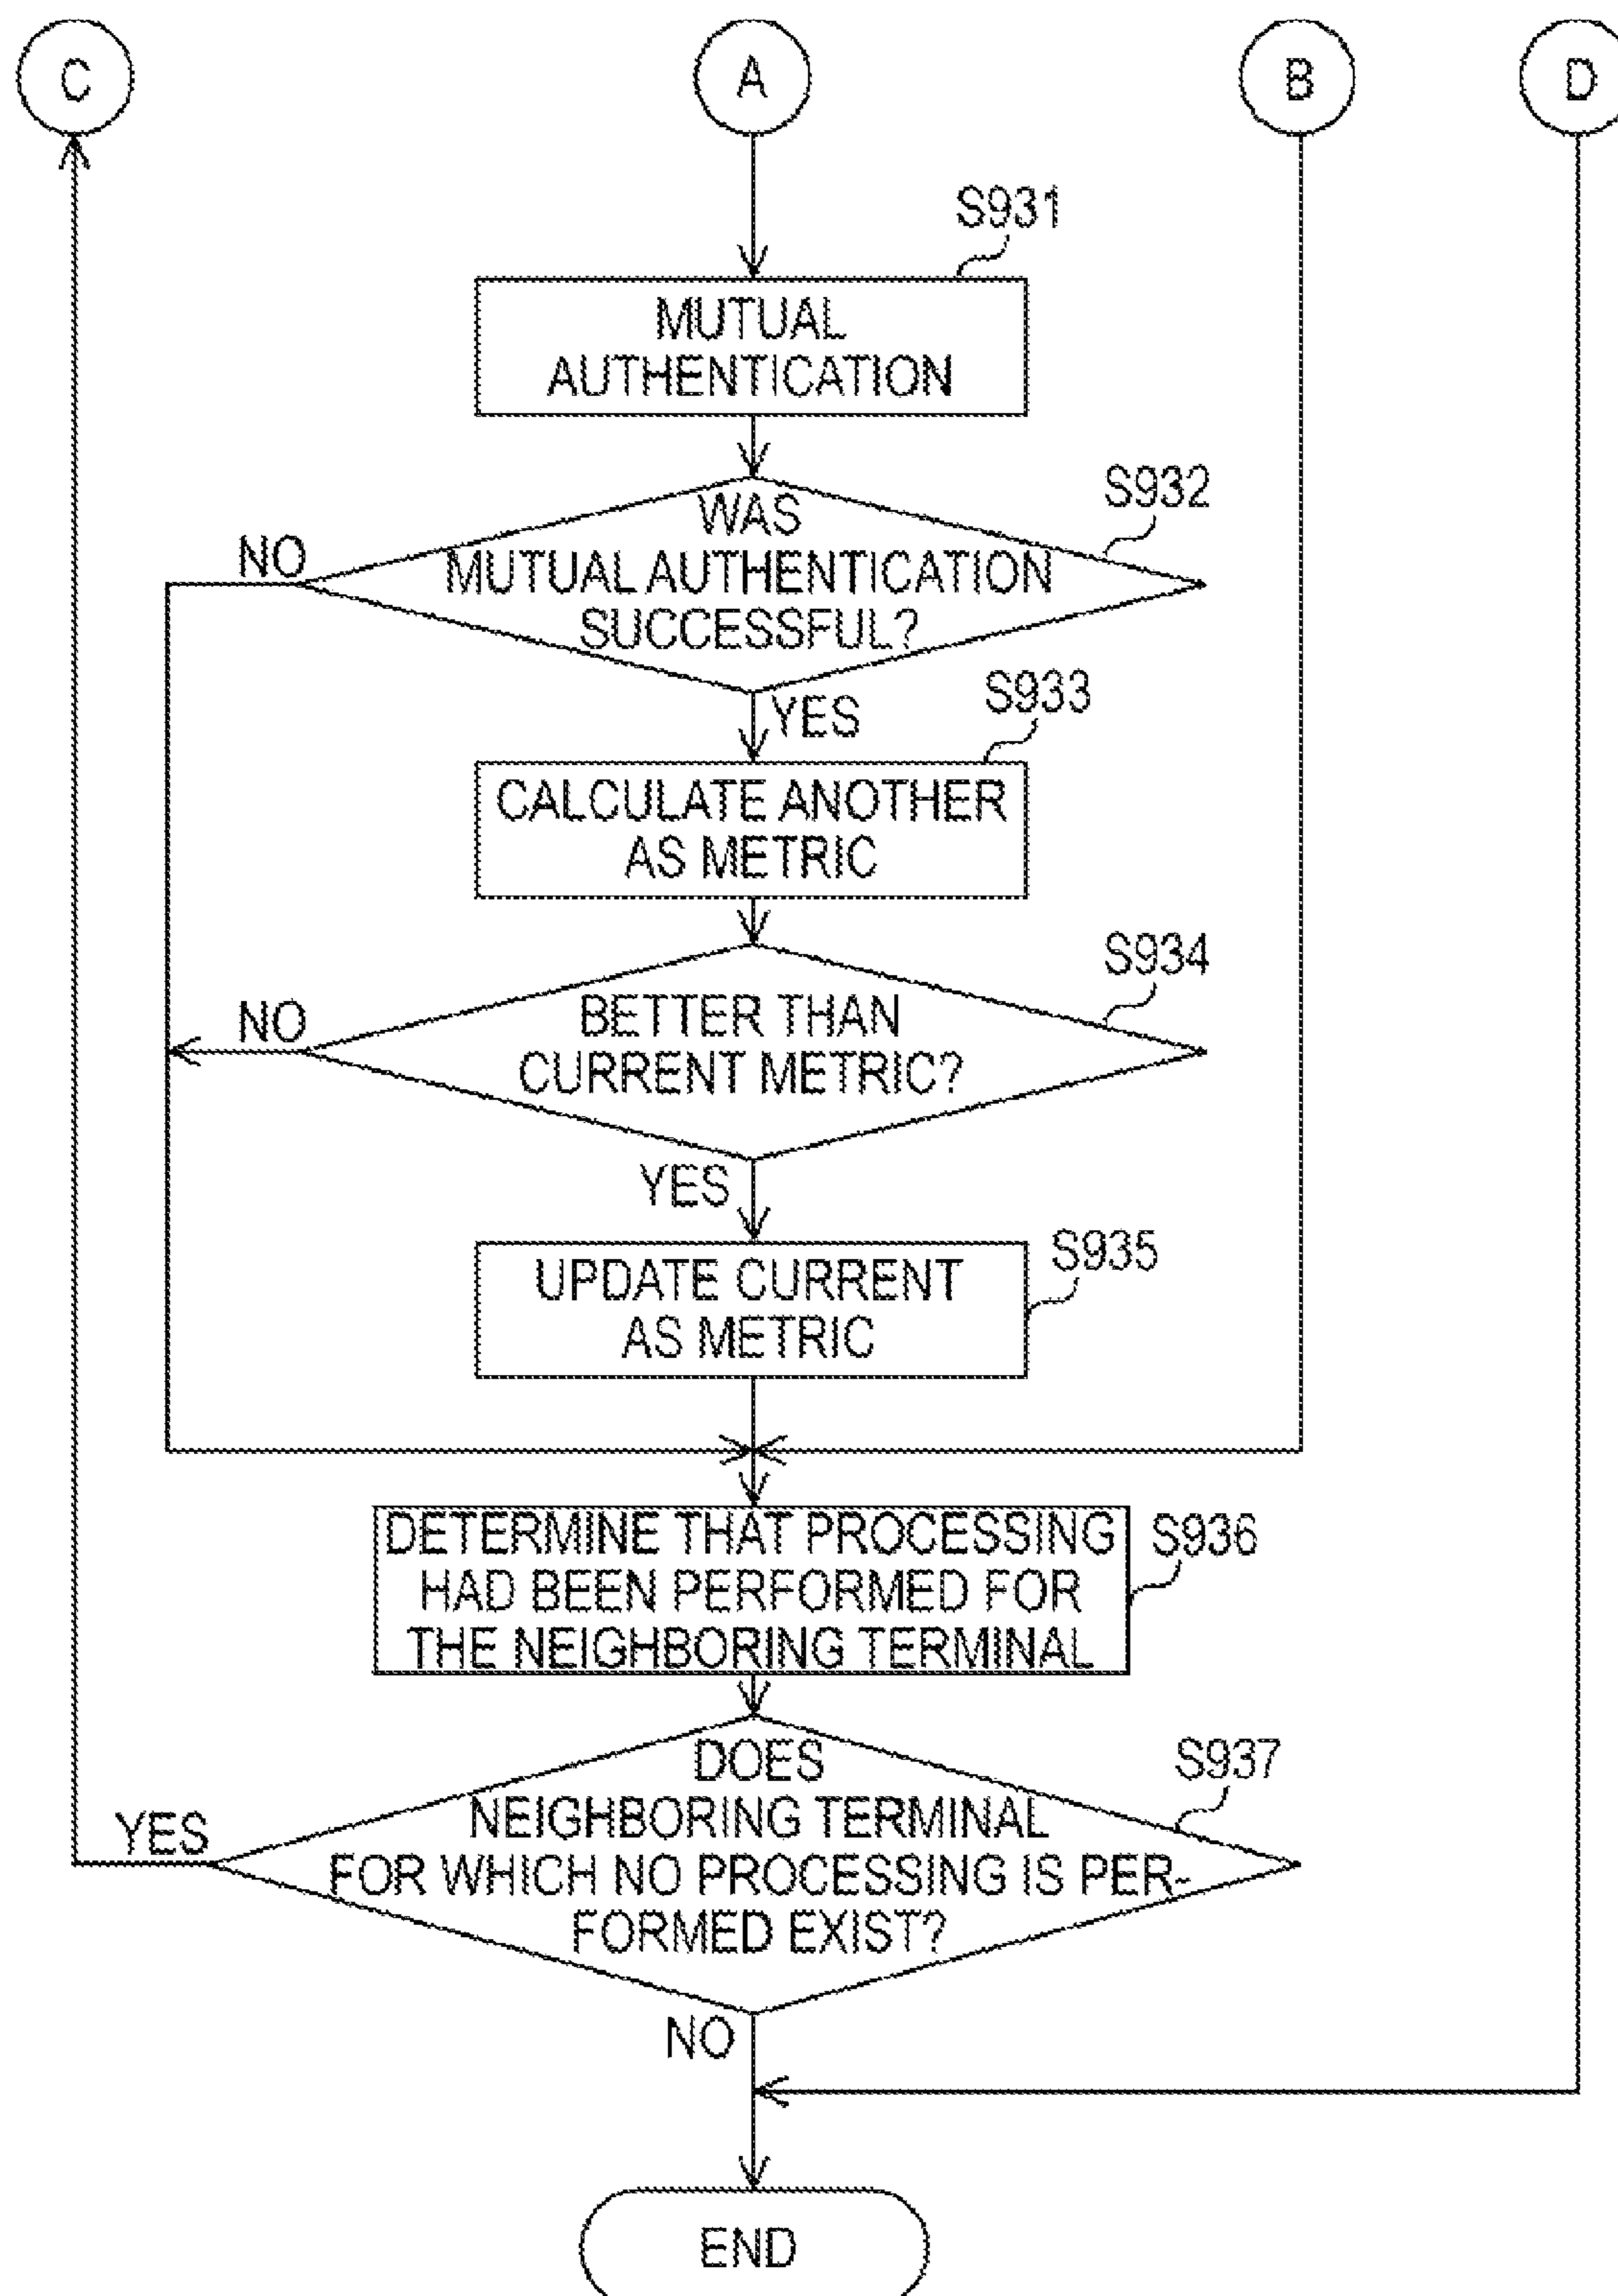 C
A
B
D
S931
MUTUAL
AUTHENTICATION
S932
WAS
MUTUAL AUTHENTICATION
SUCCESSFUL?
NO
YES
S933
CALCULATE ANOTHER
AS METRIC
S934
BETTER THAN
CURRENT METRIC?
NO
YES
S935
UPDATE CURRENT
AS METRIC
S936
DETERMINE THAT PROCESSING
HAD BEEN PERFORMED FOR
THE NEIGHBORING TERMINAL
S937
DOES
NEIGHBORING TERMINAL
FOR WHICH NO PROCESSING IS PER-
FORMED EXIST?
YES
NO
END